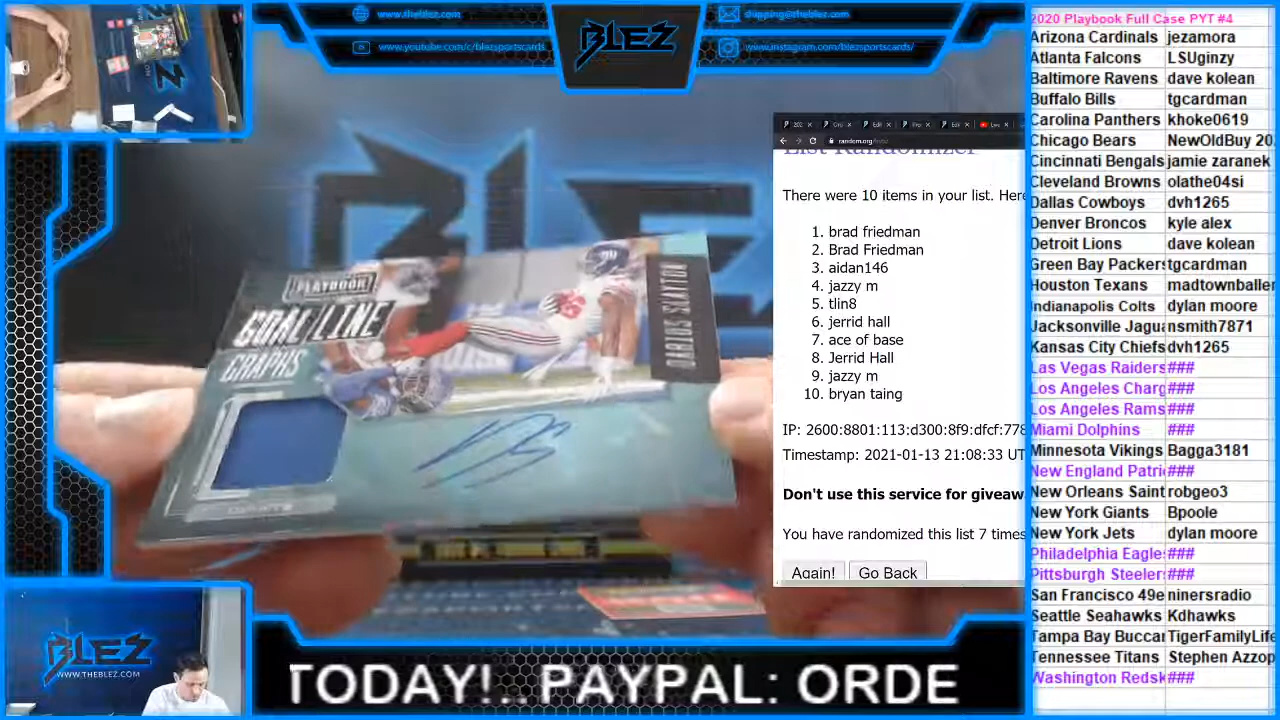 www.theblez.com
shipping@theblez.com
www.youtube.com/c/blezsportscards
www.instagram.com/blezsportscards/
BLEZ
List Randomizer
random.org
There were 10 items in your list. Here
1. brad friedman
2. Brad Friedman
3. aidan146
4. jazzy m
5. tlin8
6. jerrid hall
7. ace of base
8. Jerrid Hall
9. jazzy m
10. bryan taing
IP: 2600:8801:113:d300:8f9:dfcf:778
Timestamp: 2021-01-13 21:08:33 UT
Don't use this service for giveaw
You have randomized this list 7 times
Again! Go Back
PLAYBOOK
GOAL LINE
GRAPHS
DARIUS SLAYTON
BLEZ
WWW.THEBLEZ.COM
TODAY!.. PAYPAL: ORDE
2020 Playbook Full Case PYT #4
Arizona Cardinals jezamora
Atlanta Falcons LSUginzy
Baltimore Ravens dave kolean
Buffalo Bills tgcardman
Carolina Panthers khoke0619
Chicago Bears NewOldBuy 20
Cincinnati Bengals jamie zaranek
Cleveland Browns olathe04si
Dallas Cowboys dvh1265
Denver Broncos kyle alex
Detroit Lions dave kolean
Green Bay Packers tgcardman
Houston Texans madtownballer
Indianapolis Colts dylan moore
Jacksonville Jagua nsmith7871
Kansas City Chiefs dvh1265
Las Vegas Raiders ###
Los Angeles Charg ###
Los Angeles Rams ###
Miami Dolphins ###
Minnesota Vikings Bagga3181
New England Patri ###
New Orleans Saint robgeo3
New York Giants Bpoole
New York Jets dylan moore
Philadelphia Eagle ###
Pittsburgh Steeler ###
San Francisco 49e ninersradio
Seattle Seahawks Kdhawks
Tampa Bay Buccar TigerFamilyLife
Tennessee Titans Stephen Azzop
Washington Redsk ###